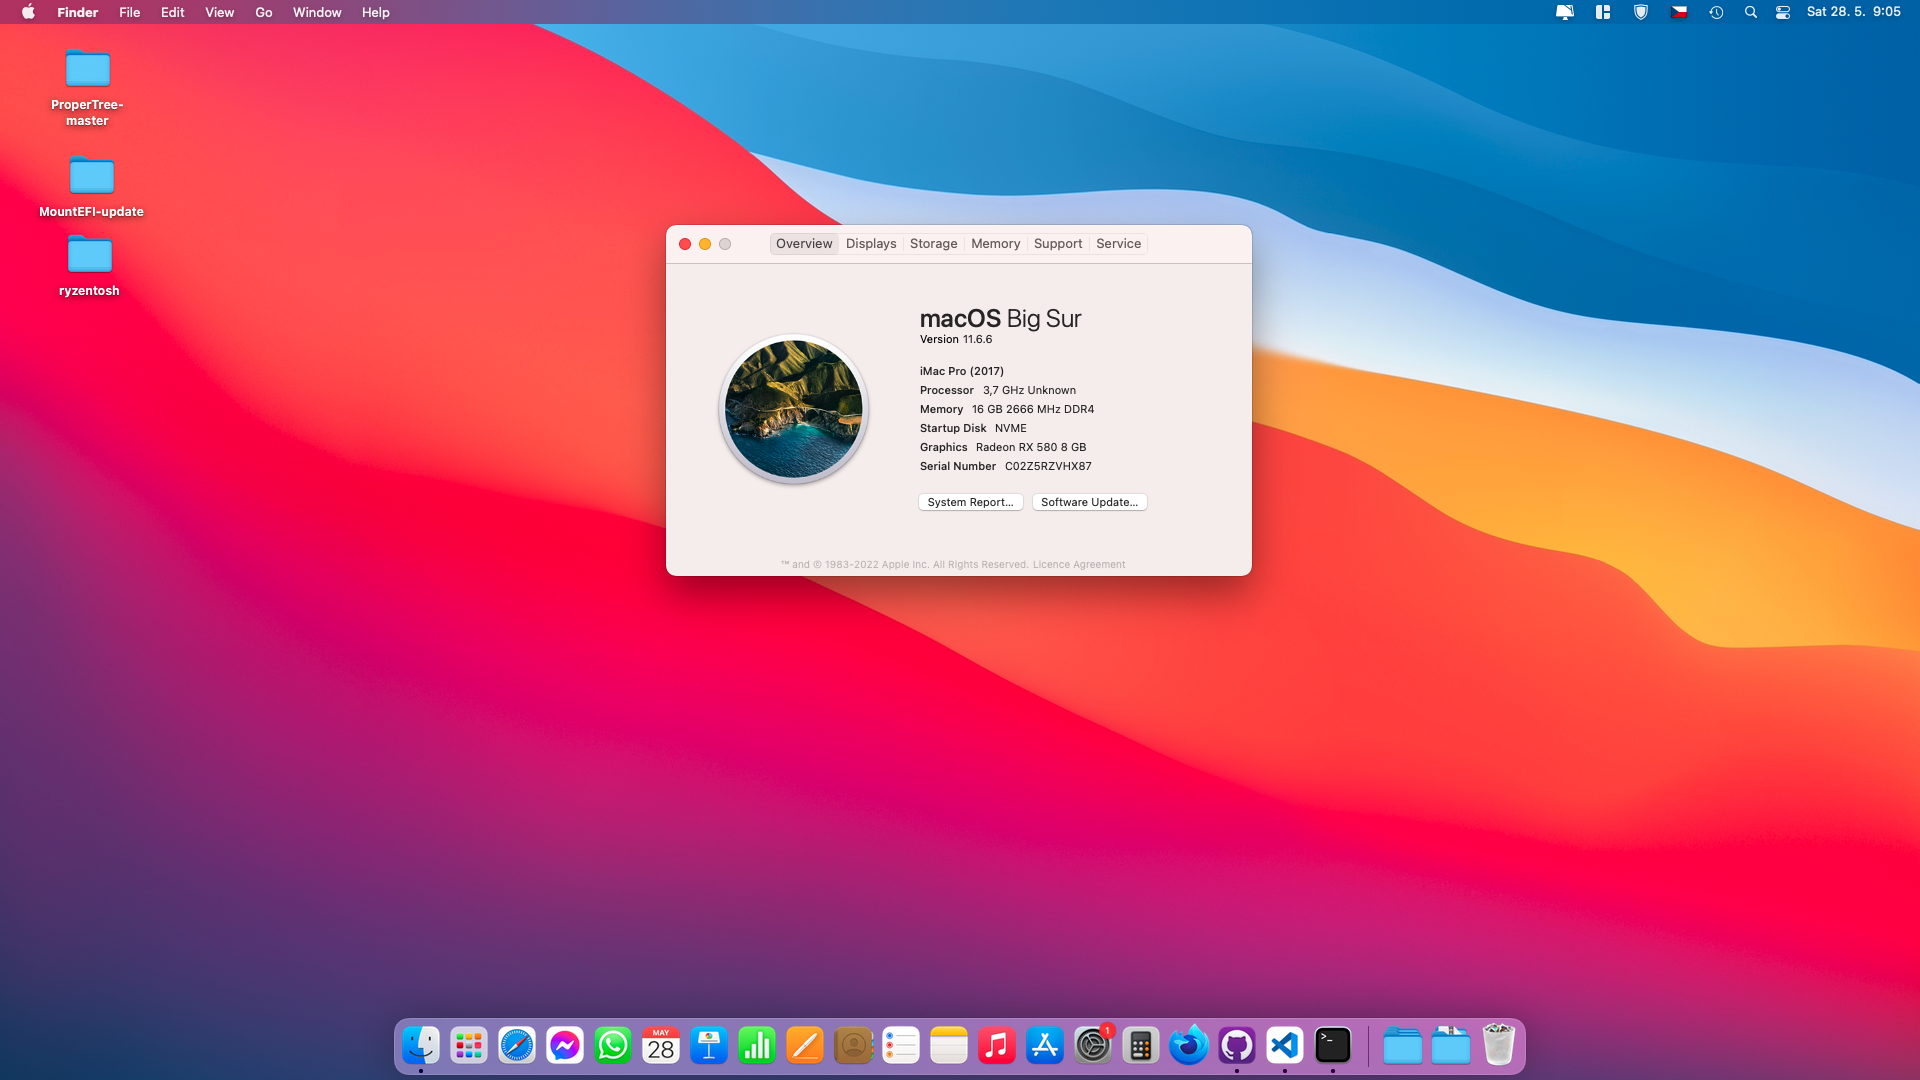 Finder File Edit View Go Window Help
Sat 28. 5. 9:05
ProperTree-
master
MountEFI-update
ryzentosh
Overview Displays Storage Memory Support Service
macOS Big Sur
Version 11.6.6
iMac Pro (2017)
Processor 3,7 GHz Unknown
Memory 16 GB 2666 MHz DDR4
Startup Disk NVME
Graphics Radeon RX 580 8 GB
Serial Number C02Z5RZVHX87
System Report... Software Update...
™ and © 1983-2022 Apple Inc. All Rights Reserved. Licence Agreement
MAY
28
1
>_